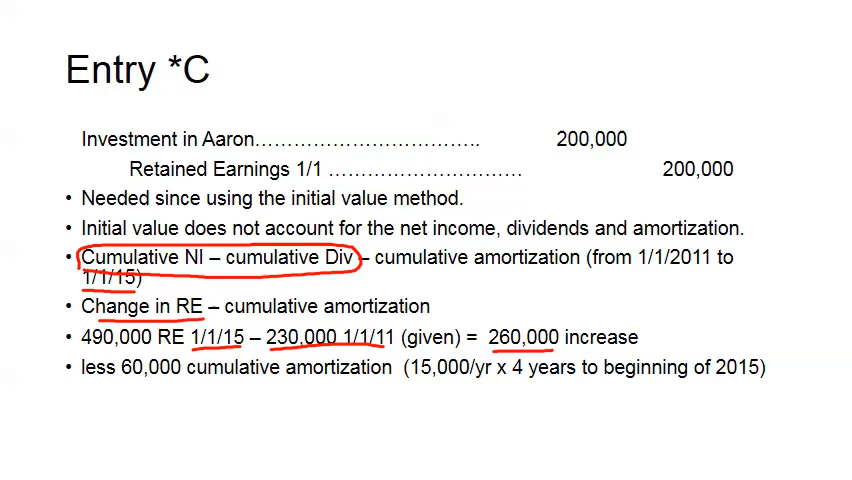 Entry *C
Investment in Aaron…………………………….. 200,000
Retained Earnings 1/1 ………………………… 200,000
• Needed since using the initial value method.
• Initial value does not account for the net income, dividends and amortization.
• Cumulative NI – cumulative Div – cumulative amortization (from 1/1/2011 to
1/1/15)
• Change in RE – cumulative amortization
• 490,000 RE 1/1/15 – 230,000 1/1/11 (given) = 260,000 increase
• less 60,000 cumulative amortization (15,000/yr x 4 years to beginning of 2015)